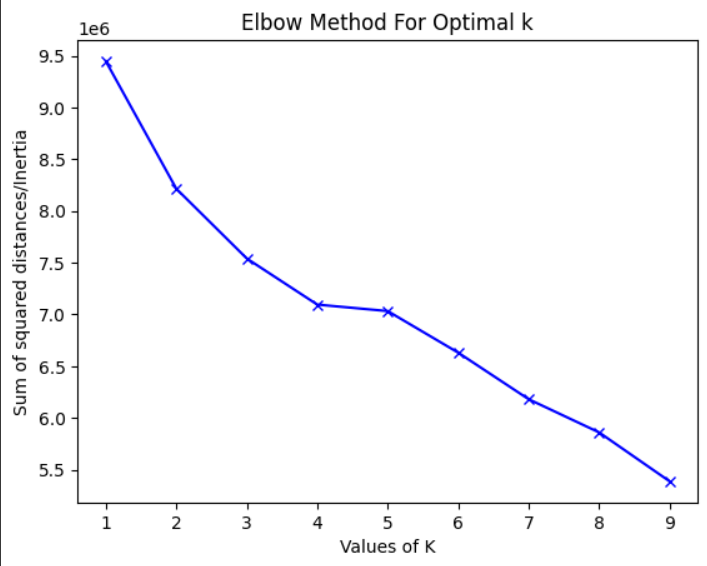 Elbow Method For Optimal k
1e6
9.5
9.0
8.5
8.0
7.5
7.0
6.5
6.0
5.5
Sum of squared distances/Inertia
1 2 3 4 5 6 7 8 9
Values of K